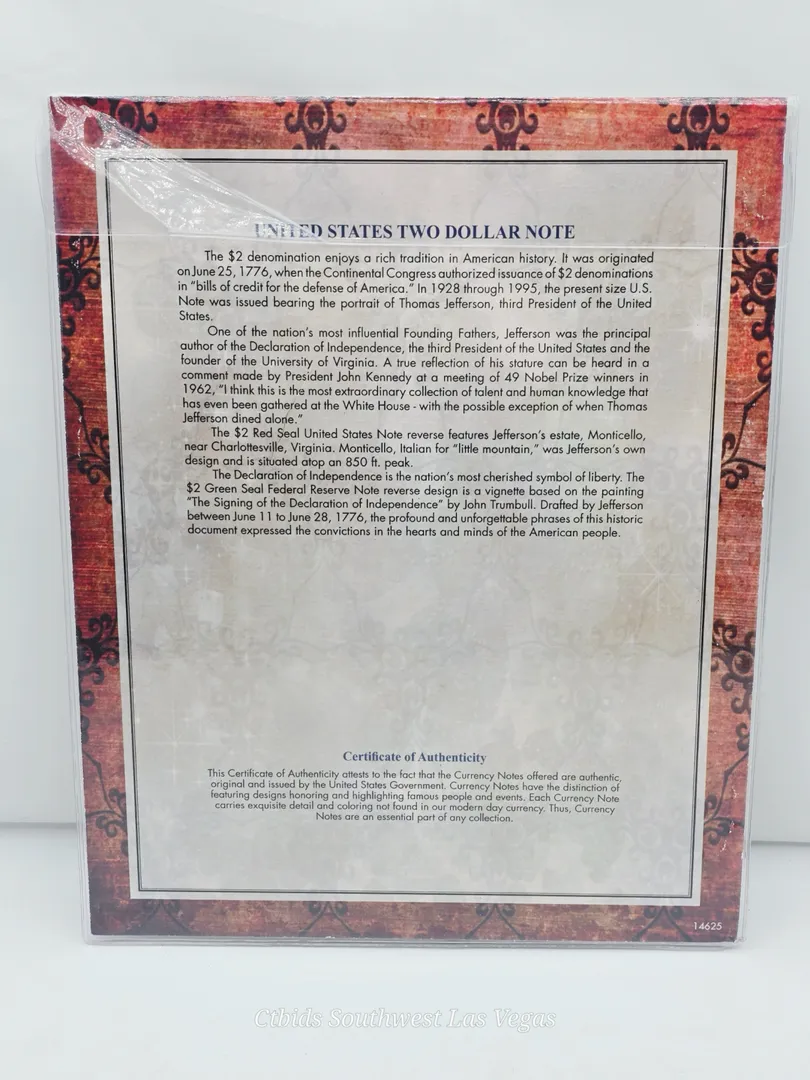 UNITED STATES TWO DOLLAR NOTE
The $2 denomination enjoys a rich tradition in American history. It was originated
on June 25, 1776, when the Continental Congress authorized issuance of $2 denominations
in “bills of credit for the defense of America.” In 1928 through 1995, the present size U.S.
Note was issued bearing the portrait of Thomas Jefferson, third President of the United
States.
One of the nation’s most influential Founding Fathers, Jefferson was the principal
author of the Declaration of Independence, the third President of the United States and the
founder of the University of Virginia. A true reflection of his stature can be heard in a
comment made by President John Kennedy at a meeting of 49 Nobel Prize winners in
1962, “I think this is the most extraordinary collection of talent and human knowledge that
has even been gathered at the White House - with the possible exception of when Thomas
Jefferson dined alone.”
The $2 Red Seal United States Note reverse features Jefferson’s estate, Monticello,
near Charlottesville, Virginia. Monticello, Italian for “little mountain,” was Jefferson’s own
design and is situated atop an 850 ft. peak.
The Declaration of Independence is the nation’s most cherished symbol of liberty. The
$2 Green Seal Federal Reserve Note reverse design is a vignette based on the painting
“The Signing of the Declaration of Independence” by John Trumbull. Drafted by Jefferson
between June 11 to June 28, 1776, the profound and unforgettable phrases of this historic
document expressed the convictions in the hearts and minds of the American people.
Certificate of Authenticity
This Certificate of Authenticity attests to the fact that the Currency Notes offered are authentic,
original and issued by the United States Government. Currency Notes have the distinction of
featuring designs honoring and highlighting famous people and events. Each Currency Note
carries exquisite detail and coloring not found in our modern day currency. Thus, Currency
Notes are an essential part of any collection.
14625
Ctbids Southwest Las Vegas